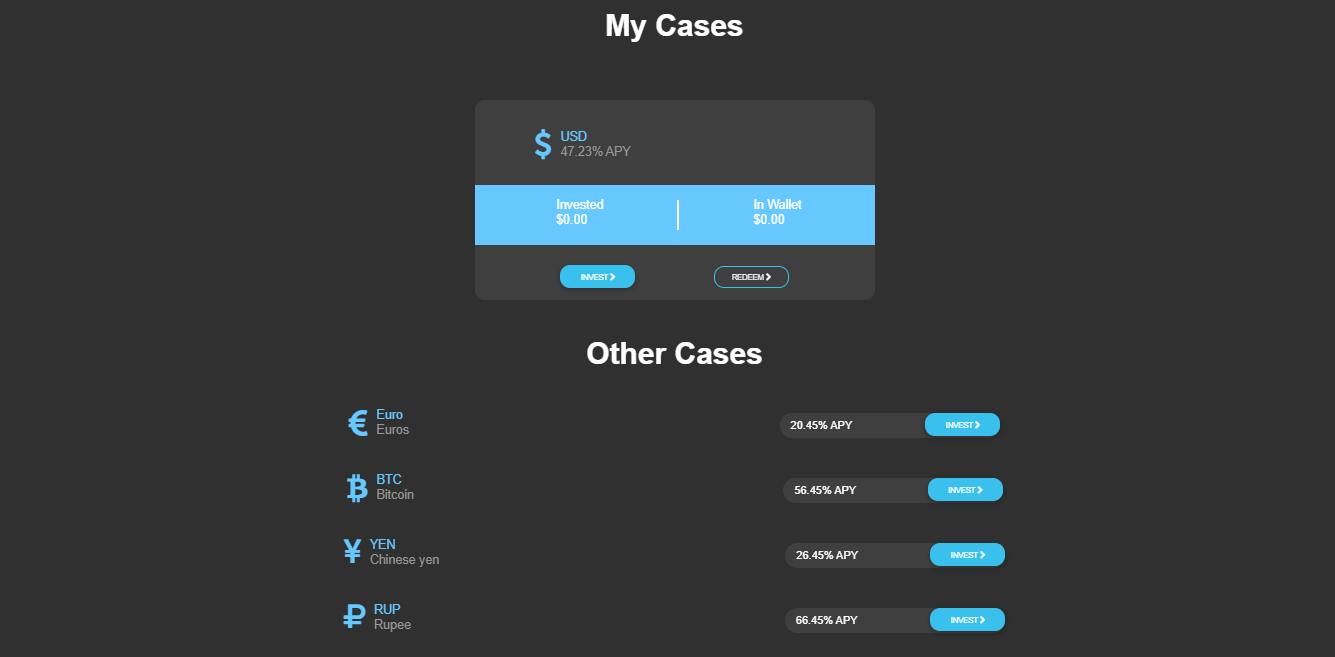 My Cases
$ USD
47.23% APY
Invested In Wallet
$0.00 $0.00
INVEST REDEEM
Other Cases
€ Euro
Euros 20.45% APY INVEST
₿ BTC
Bitcoin 56.45% APY INVEST
¥ YEN
Chinese yen 26.45% APY INVEST
₽ RUP
Rupee 66.45% APY INVEST